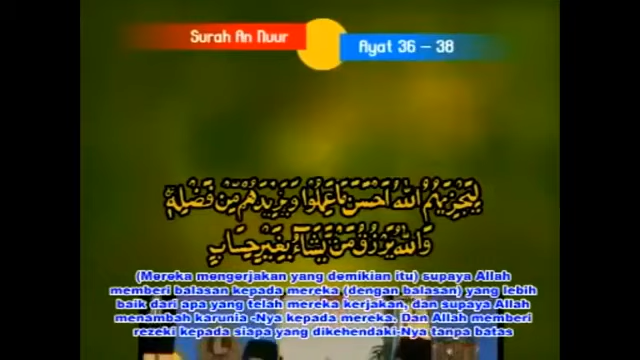 Surah An Nuur
Ayat 36 – 38
لِيَجْزِيَهُمُ اللَّهُ أَحْسَنَ مَا عَمِلُوا وَيَزِيدَهُمْ مِنْ فَضْلِهِ
وَاللَّهُ يَرْزُقُ مَنْ يَشَاءُ بِغَيْرِ حِسَابٍ
(Mereka mengerjakan yang demikian itu) supaya Allah
memberi balasan kepada mereka (dengan balasan) yang lebih
baik dari apa yang telah mereka kerjakan, dan supaya Allah
menambah karunia -Nya kepada mereka. Dan Allah memberi
rezeki kepada siapa yang dikehendaki-Nya tanpa batas